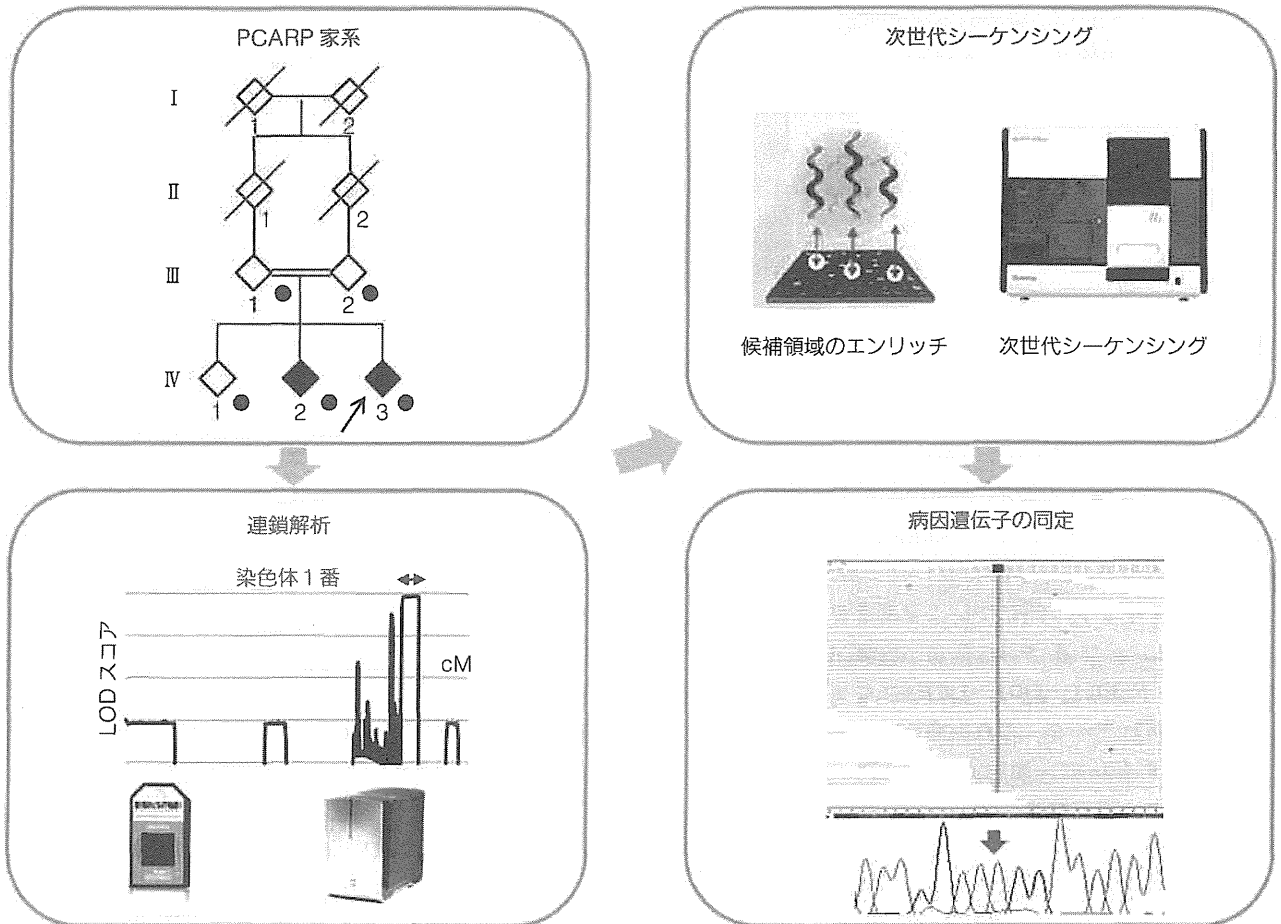 PCARP 家系
I
1
2
II
1
2
III
1
2
IV
1
2
3
次世代シーケンシング
候補領域のエンリッチ
次世代シーケンシング
連鎖解析
染色体1番
LOD スコア
cM
病因遺伝子の同定